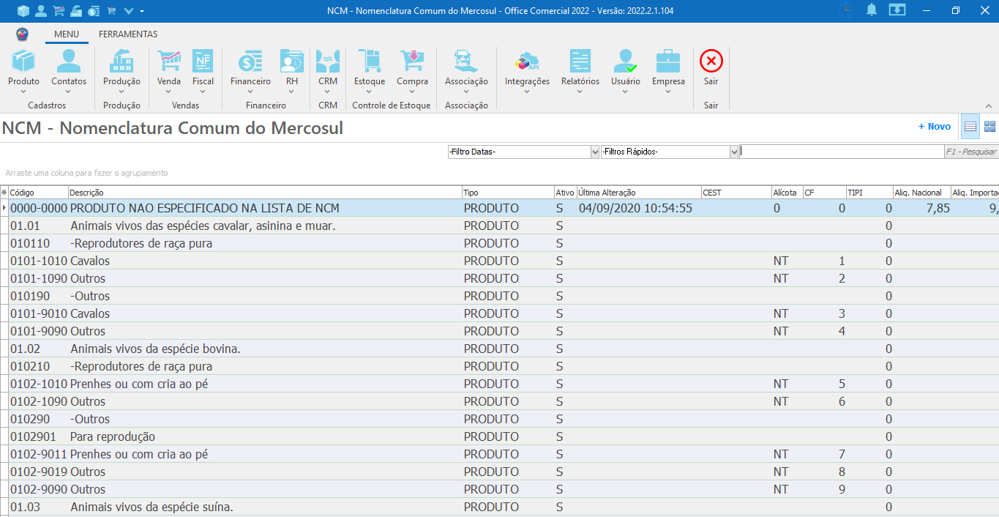 NCM - Nomenclatura Comum do Mercosul - Office Comercial 2022 - Versão: 2022.2.1.104
MENU FERRAMENTAS
NF API
Produto Contatos Produção Venda Fiscal Financeiro RH CRM Estoque Compra Associação Integrações Relatórios Usuário Empresa Sair
Cadastros Produção Vendas Financeiro CRM Controle de Estoque Associação Sair
NCM - Nomenclatura Comum do Mercosul
+ Novo
-Filtro Datas- -Filtros Rápidos- F1 - Pesquisar
Arraste uma coluna para fazer o agrupamento
Código Descrição Tipo Ativo Última Alteração CEST Alícota CF TIPI Aliq. Nacional Aliq. Importac
0000-0000 PRODUTO NAO ESPECIFICADO NA LISTA DE NCM PRODUTO S 04/09/2020 10:54:55 0 0 0 7,85 9,
01.01 Animais vivos das espécies cavalar, asinina e muar. PRODUTO S 0
010110 -Reprodutores de raça pura PRODUTO S 0
0101-1010 Cavalos PRODUTO S NT 1 0
0101-1090 Outros PRODUTO S NT 2 0
010190 -Outros PRODUTO S 0
0101-9010 Cavalos PRODUTO S NT 3 0
0101-9090 Outros PRODUTO S NT 4 0
01.02 Animais vivos da espécie bovina. PRODUTO S 0
010210 -Reprodutores de raça pura PRODUTO S 0
0102-1010 Prenhes ou com cria ao pé PRODUTO S NT 5 0
0102-1090 Outros PRODUTO S NT 6 0
010290 -Outros PRODUTO S 0
0102901 Para reprodução PRODUTO S 0
0102-9011 Prenhes ou com cria ao pé PRODUTO S NT 7 0
0102-9019 Outros PRODUTO S NT 8 0
0102-9090 Outros PRODUTO S NT 9 0
01.03 Animais vivos da espécie suína. PRODUTO S 0